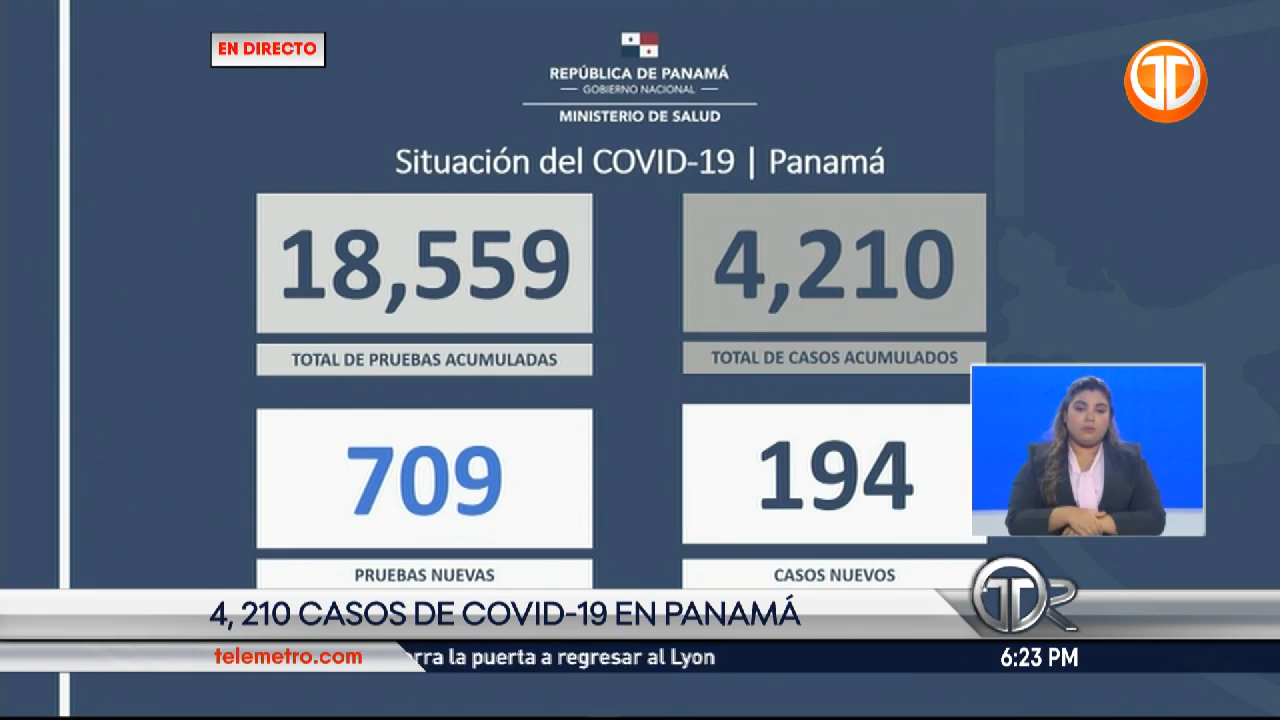 EN DIRECTO
REPÚBLICA DE PANAMÁ
GOBIERNO NACIONAL
MINISTERIO DE SALUD
Situación del COVID-19 | Panamá
18,559
4,210
TOTAL DE PRUEBAS ACUMULADAS
TOTAL DE CASOS ACUMULADOS
709
194
PRUEBAS NUEVAS
CASOS NUEVOS
4, 210 CASOS DE COVID-19 EN PANAMÁ
telemetro.com
rra la puerta a regresar al Lyon
6:23 PM